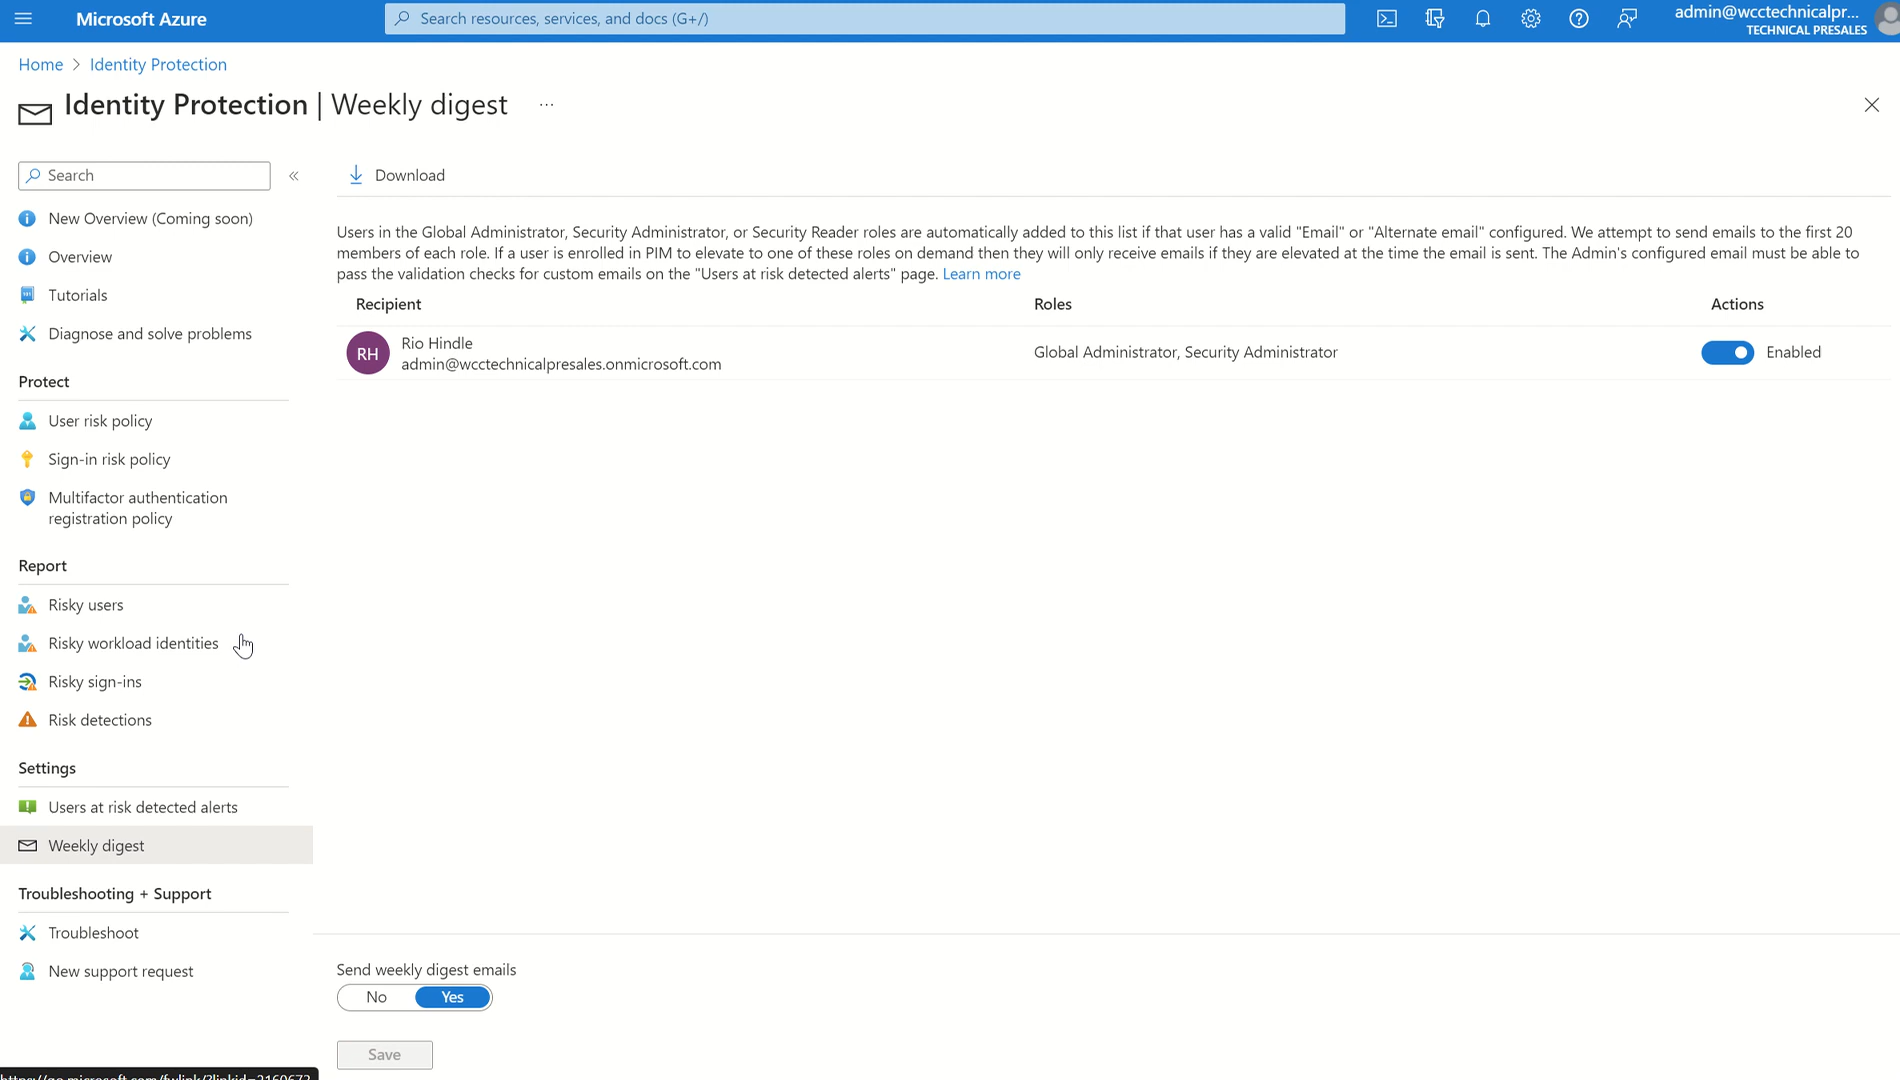 Microsoft Azure
Search resources, services, and docs (G+/)
admin@wcctechnicalpr...
TECHNICAL PRESALES
Home > Identity Protection
Identity Protection | Weekly digest ...
Search «
New Overview (Coming soon)
Overview
Tutorials
Diagnose and solve problems
Protect
User risk policy
Sign-in risk policy
Multifactor authentication
registration policy
Report
Risky users
Risky workload identities
Risky sign-ins
Risk detections
Settings
Users at risk detected alerts
Weekly digest
Troubleshooting + Support
Troubleshoot
New support request
Download
Users in the Global Administrator, Security Administrator, or Security Reader roles are automatically added to this list if that user has a valid "Email" or "Alternate email" configured. We attempt to send emails to the first 20
members of each role. If a user is enrolled in PIM to elevate to one of these roles on demand then they will only receive emails if they are elevated at the time the email is sent. The Admin's configured email must be able to
pass the validation checks for custom emails on the "Users at risk detected alerts" page. Learn more
Recipient Roles Actions
RH
Rio Hindle
admin@wcctechnicalpresales.onmicrosoft.com
Global Administrator, Security Administrator
Enabled
Send weekly digest emails
No Yes
Save